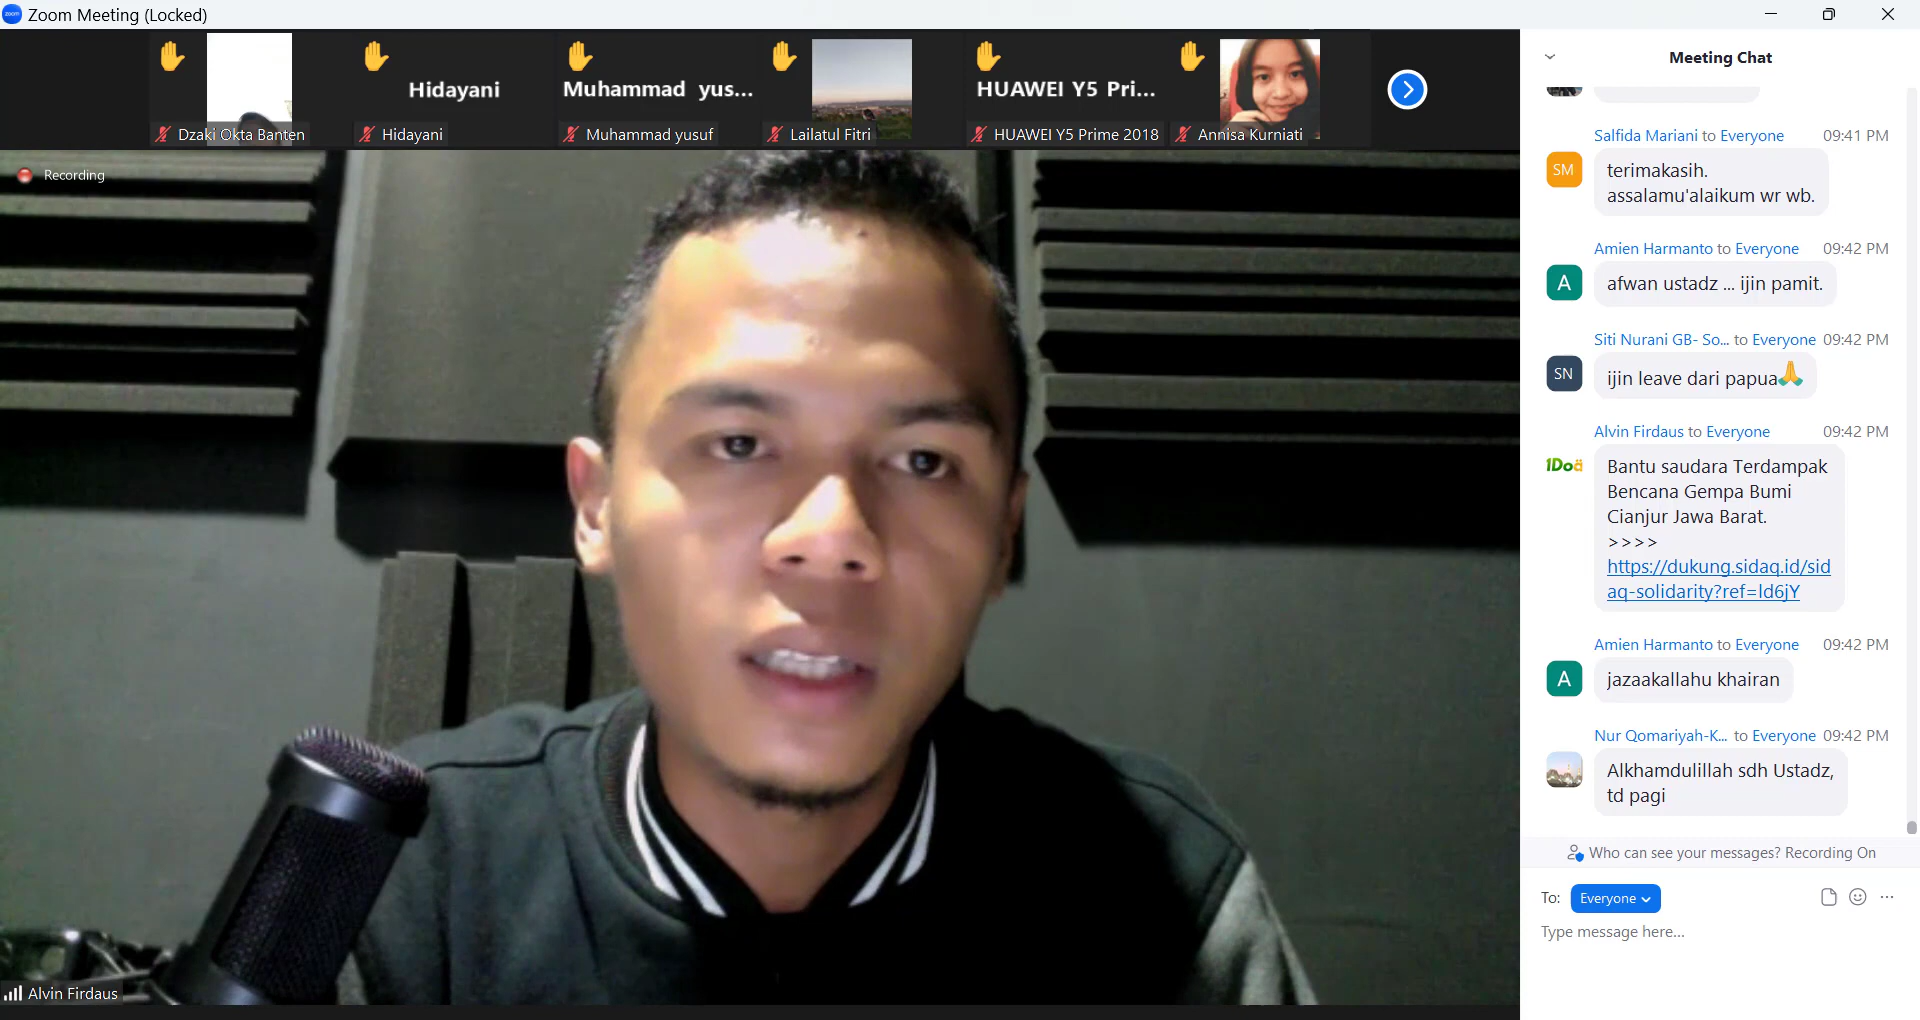 Zoom Meeting (Locked)
Hidayani
Muhammad yus...
HUAWEI Y5 Pri...
Dzaki Okta Banten
Hidayani
Muhammad yusuf
Lailatul Fitri
HUAWEI Y5 Prime 2018
Annisa Kurniati
Recording
Alvin Firdaus
Meeting Chat
Salfida Mariani to Everyone 09:41 PM
SM
terimakasih.
assalamu'alaikum wr wb.
Amien Harmanto to Everyone 09:42 PM
A
afwan ustadz ... ijin pamit.
Siti Nurani GB- So... to Everyone 09:42 PM
SN
ijin leave dari papua🙏
Alvin Firdaus to Everyone 09:42 PM
1Doä
Bantu saudara Terdampak
Bencana Gempa Bumi
Cianjur Jawa Barat.
>>>>
https://dukung.sidaq.id/sid
aq-solidarity?ref=ld6jY
Amien Harmanto to Everyone 09:42 PM
A
jazaakallahu khairan
Nur Qomariyah-K... to Everyone 09:42 PM
Alkhamdulillah sdh Ustadz,
td pagi
Who can see your messages? Recording On
To: Everyone
Type message here...